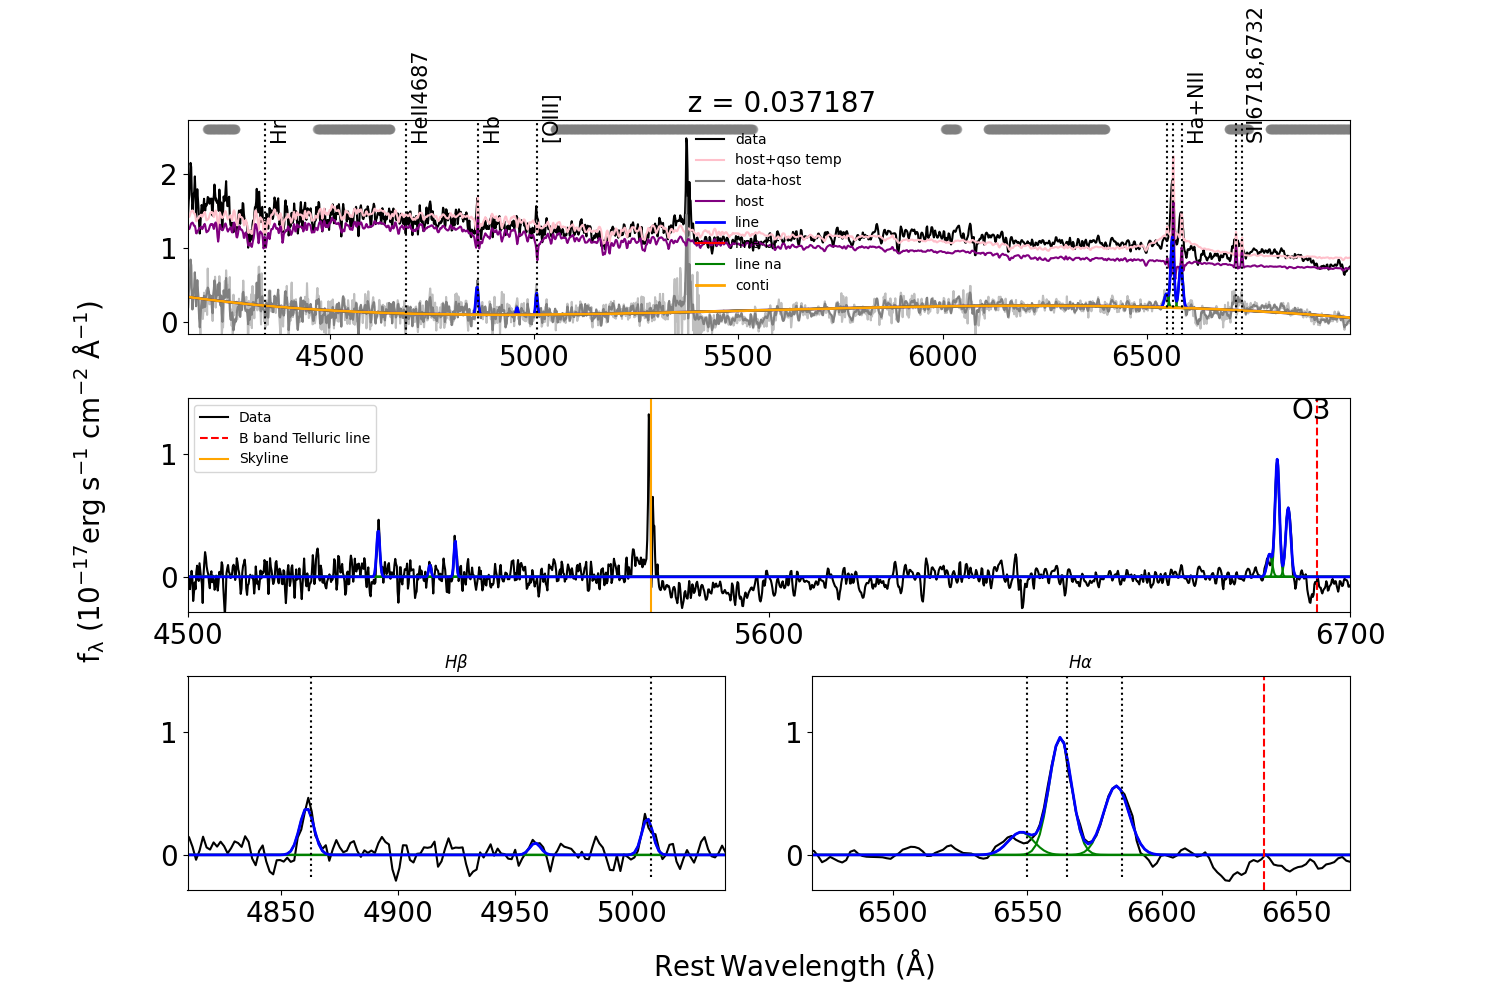 z = 0.037187
Hr
HeII4687
Hb
[OIII]
Ha+NII
SII6718,6732
data
host+qso temp
data-host
host
line
line na
conti
2
1
0
4500
5000
5500
6000
6500
fλ (10⁻¹⁷erg s⁻¹ cm⁻² Å⁻¹)
Data
B band Telluric line
Skyline
O3
1
0
4500
5600
6700
Hβ
1
0
4850
4900
4950
5000
Hα
1
0
6500
6550
6600
6650
Rest Wavelength (Å)